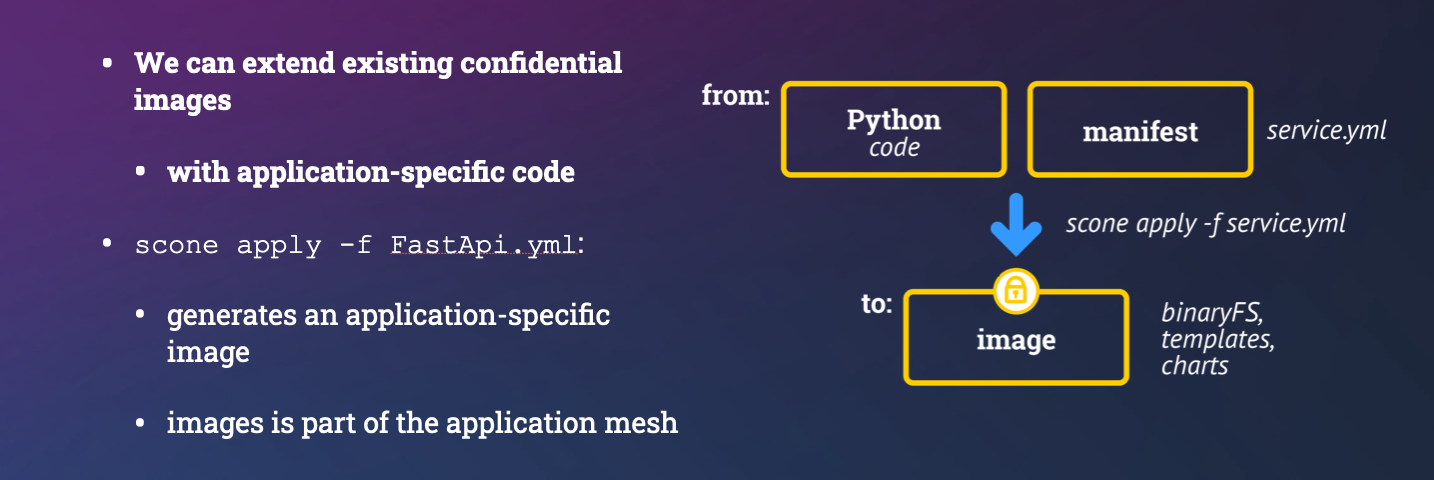 • We can extend existing confidential
images
• with application-specific code
• scone apply -f FastApi.yml:
• generates an application-specific
image
• images is part of the application mesh
from:
Python
code
manifest
service.yml
scone apply -f service.yml
to:
image
binaryFS,
templates,
charts